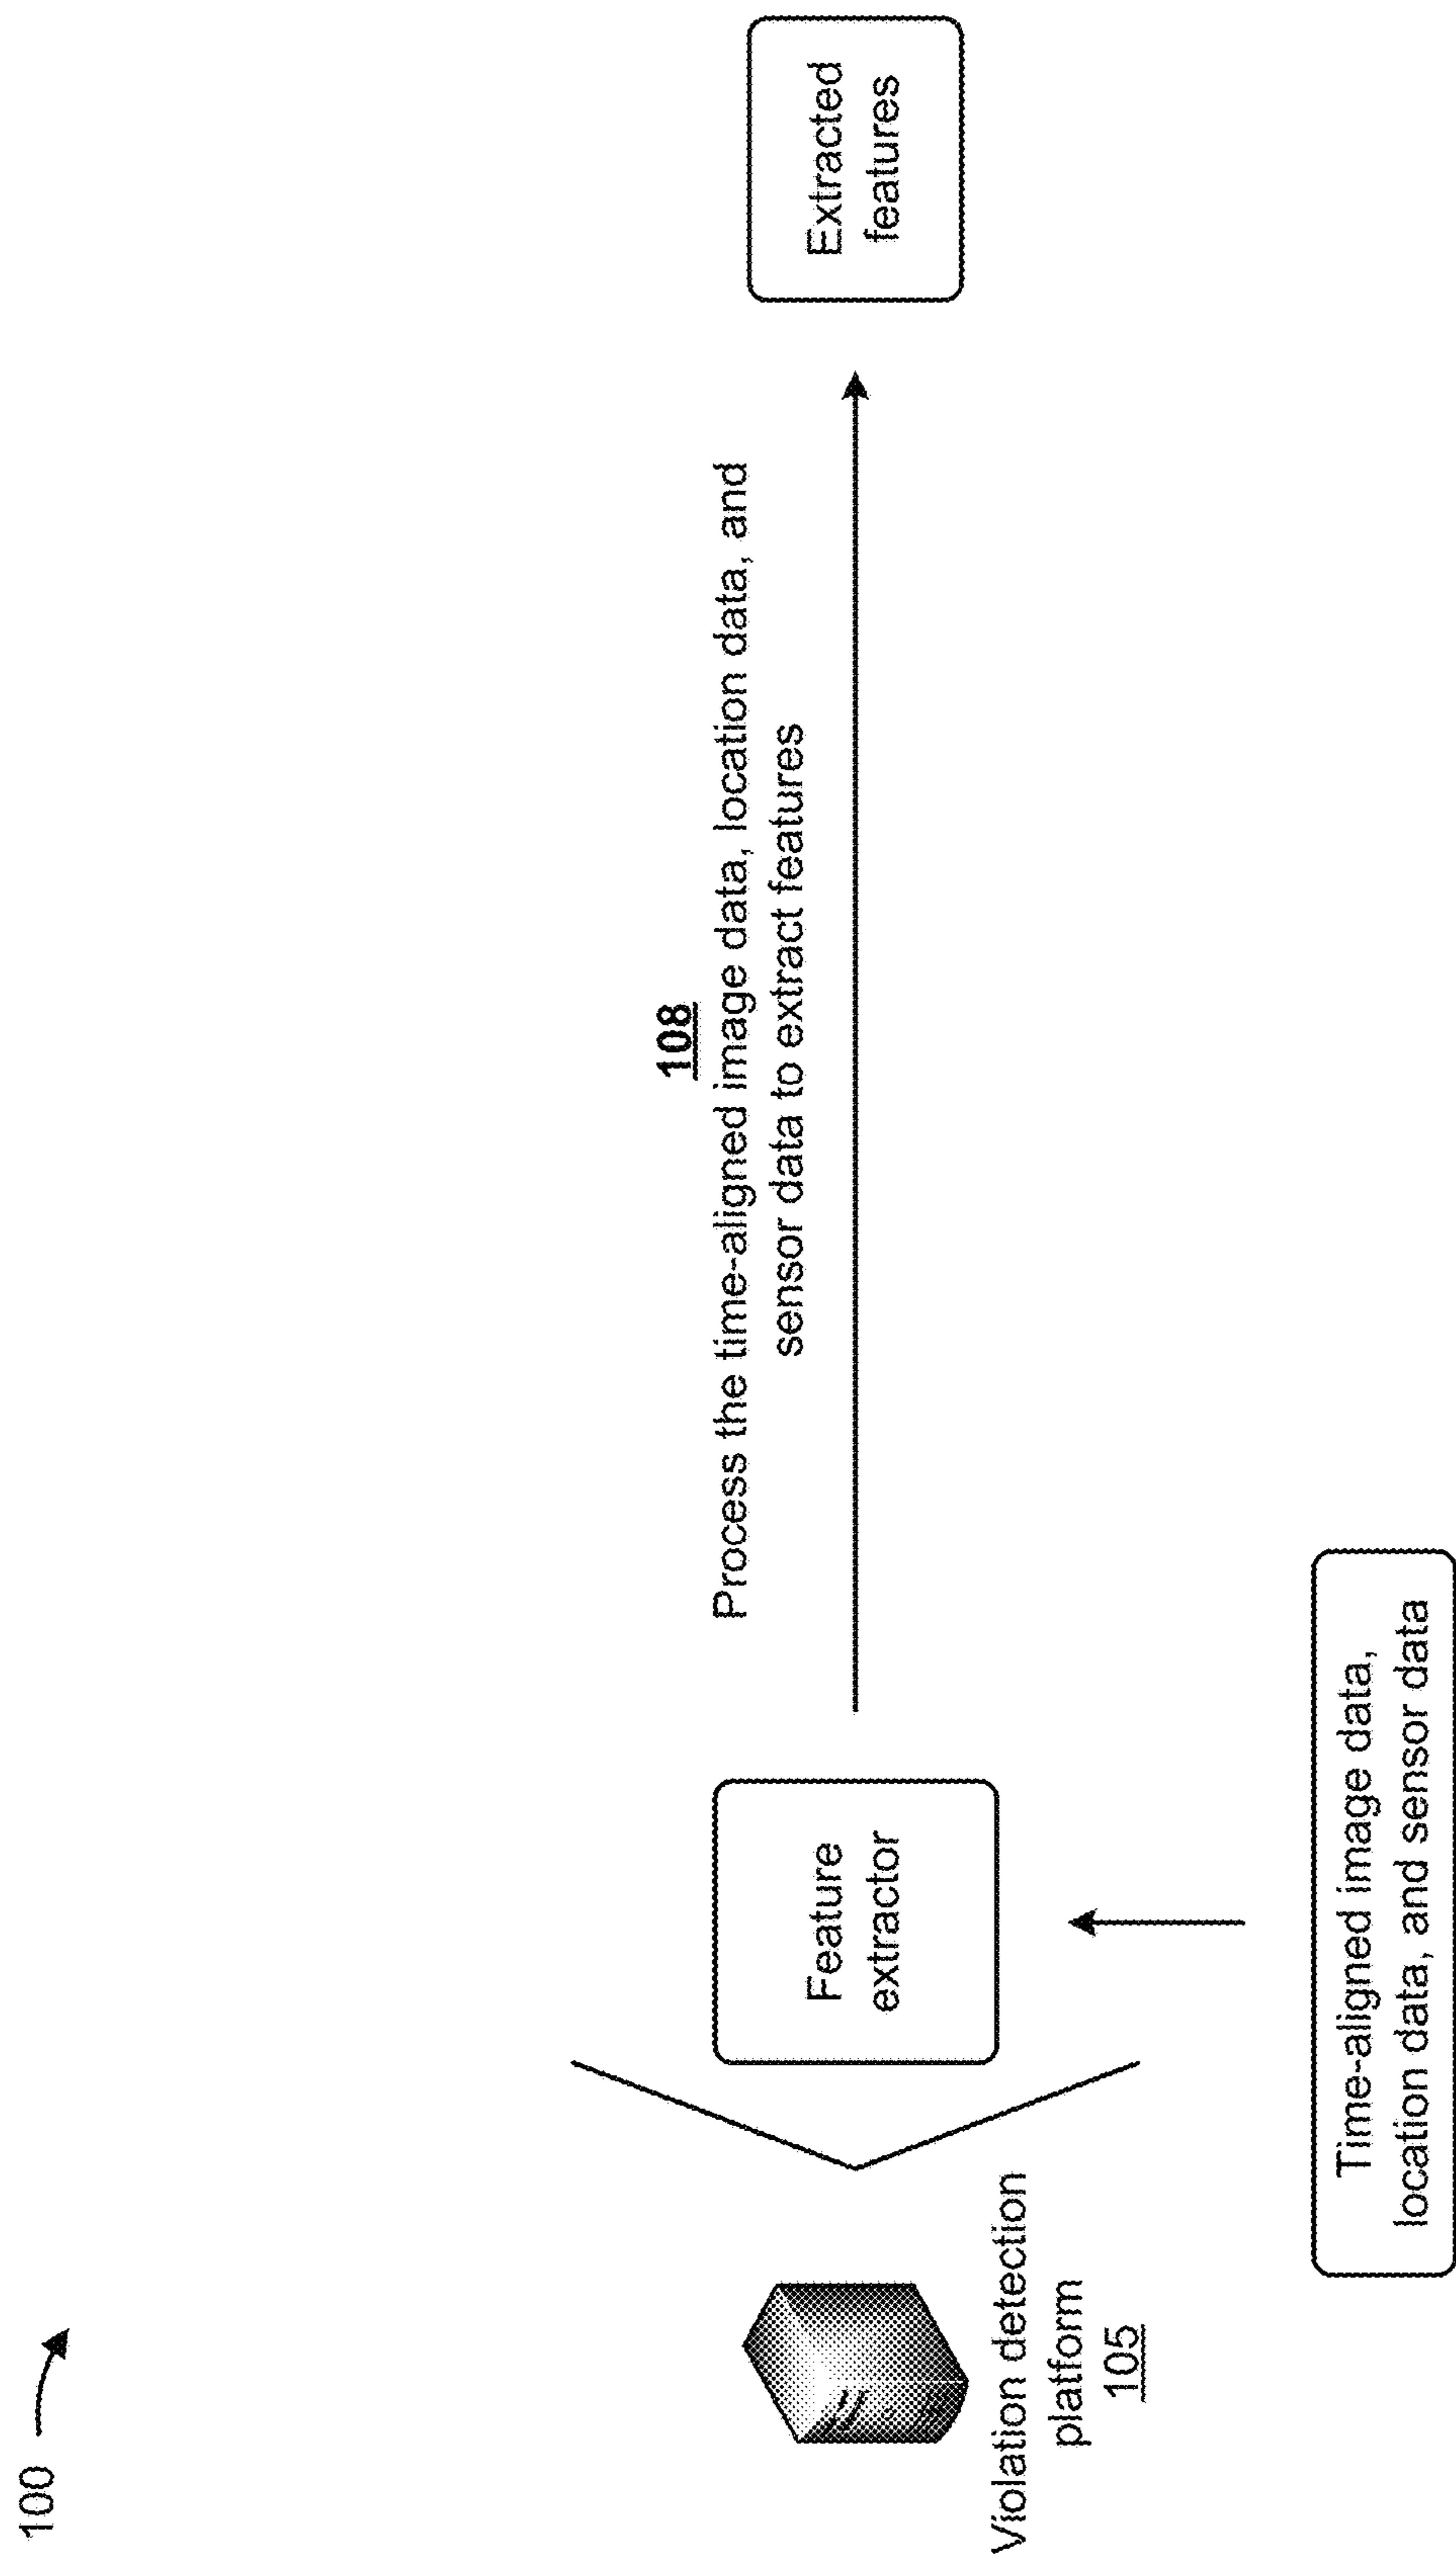 100
108
Process the time-aligned image data, location data, and
sensor data to extract features
Feature
extractor
Extracted
features
Violation detection
platform
105
Time-aligned image data,
location data, and sensor data